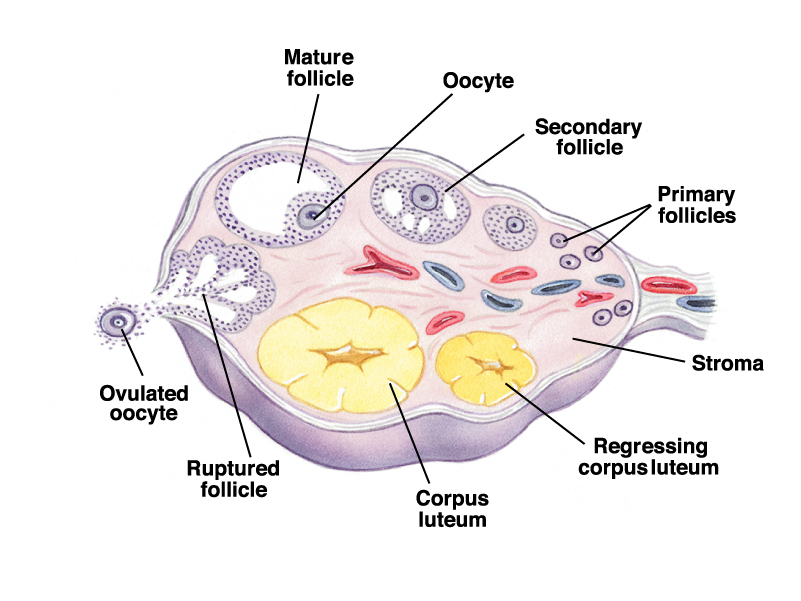 Mature
follicle
Oocyte
Secondary
follicle
Primary
follicles
Stroma
Ovulated
oocyte
Regressing
corpus luteum
Ruptured
follicle
Corpus
luteum